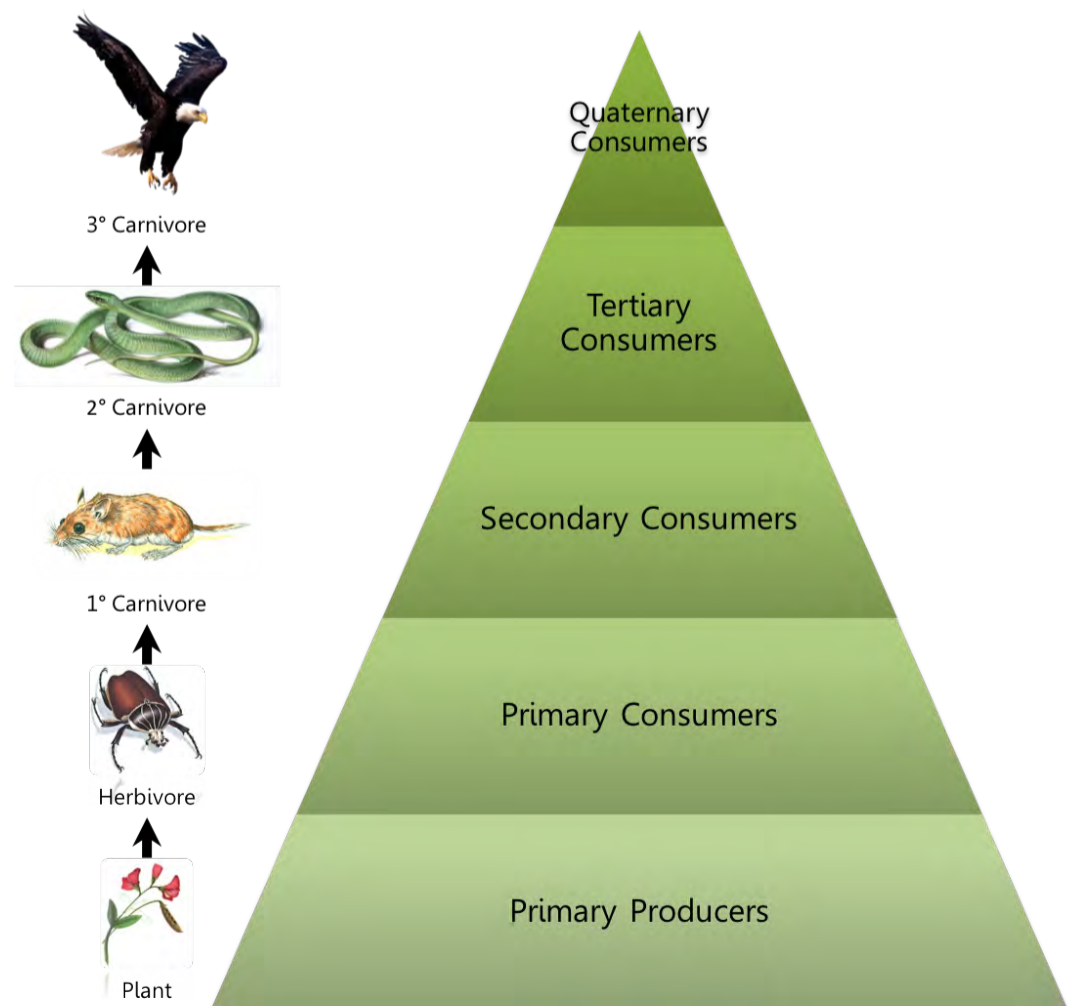 Quaternary
Consumers
3° Carnivore
Tertiary
Consumers
2° Carnivore
Secondary Consumers
1° Carnivore
Primary Consumers
Herbivore
Primary Producers
Plant